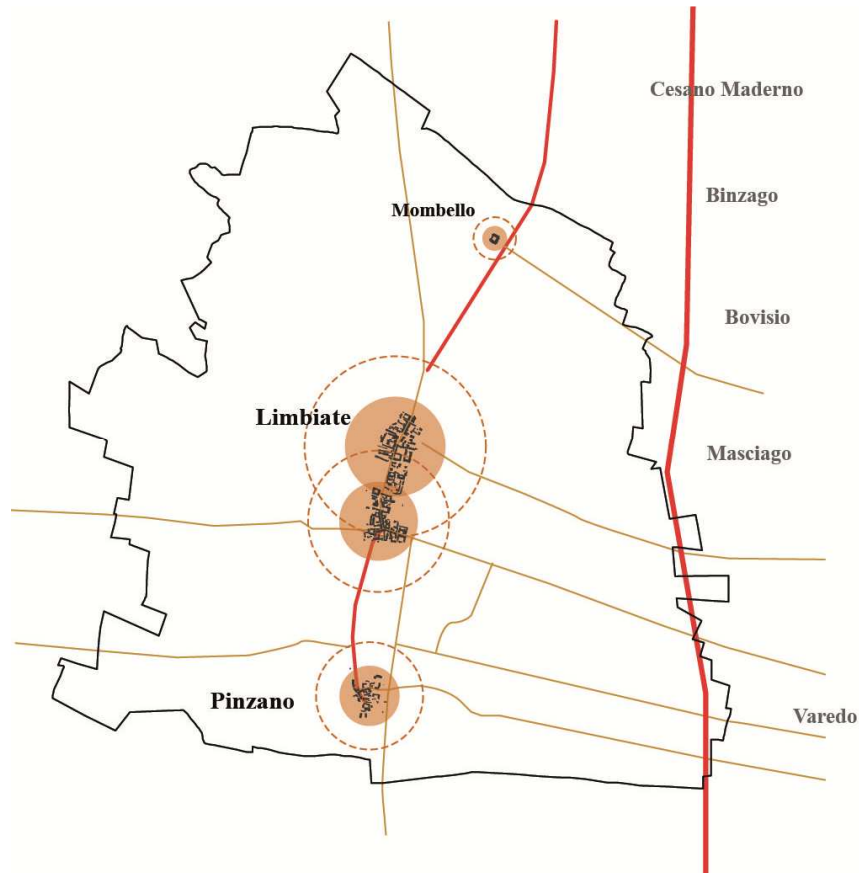 Cesano Maderno
Binzago
Mombello
Bovisio
Limbiate
Masciago
Pinzano
Varedo